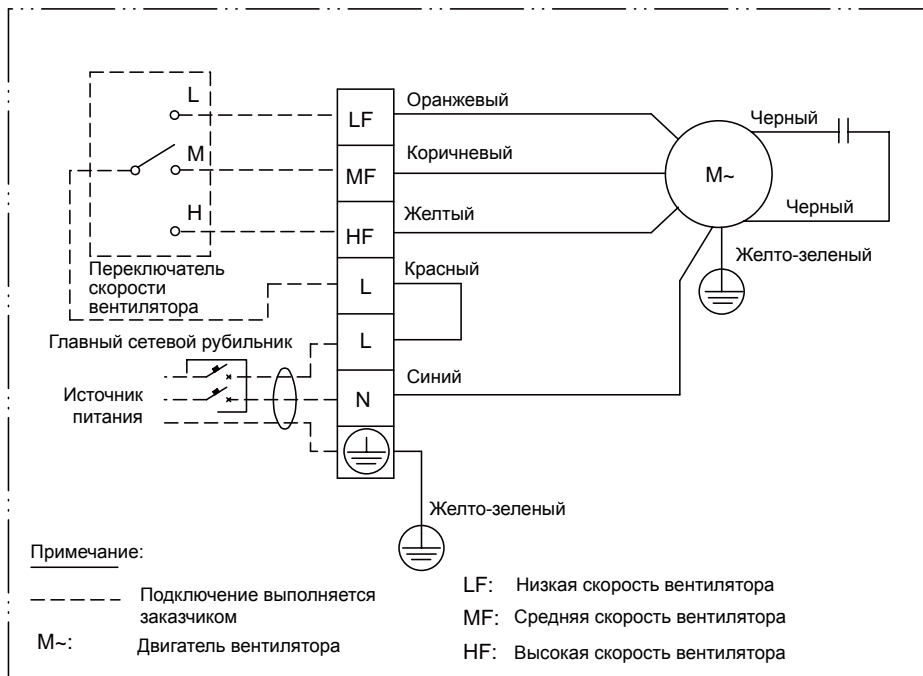 L
LF
Оранжевый
Черный
M
MF
Коричневый
M~
H
HF
Желтый
Черный
Переключатель
скорости
вентилятора
L
Красный
Желто-зеленый
Главный сетевой рубильник
L
Источник
питания
N
Синий
Желто-зеленый
Примечание:
Подключение выполняется
заказчиком
M~: Двигатель вентилятора
LF: Низкая скорость вентилятора
MF: Средняя скорость вентилятора
HF: Высокая скорость вентилятора